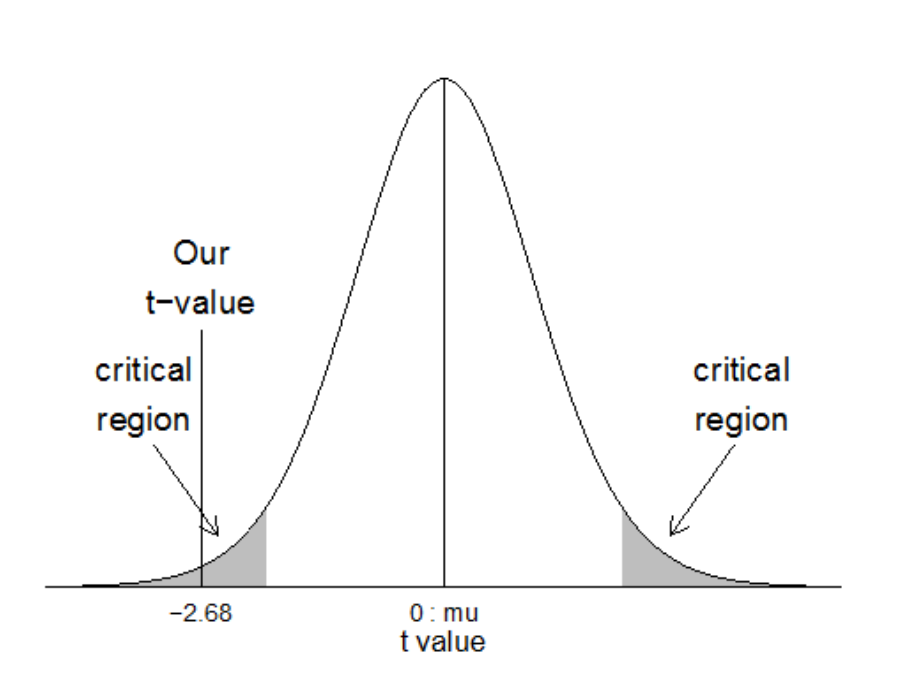 Our
t−value
critical
region
critical
region
−2.68
0 : mu
t value